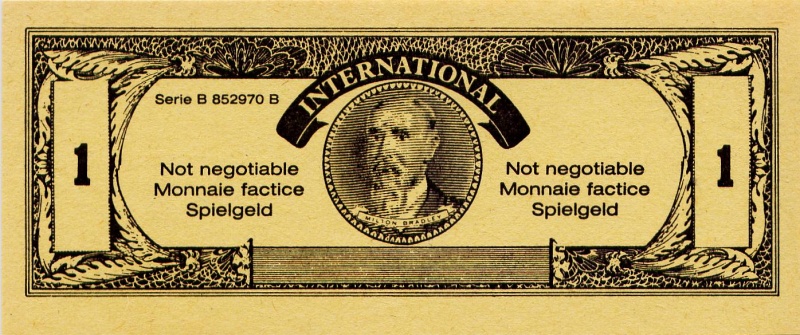 INTERNATIONAL
Serie B 852970 B
1
Not negotiable
Monnaie factice
Spielgeld
MILTON BRADLEY
Not negotiable
Monnaie factice
Spielgeld
1